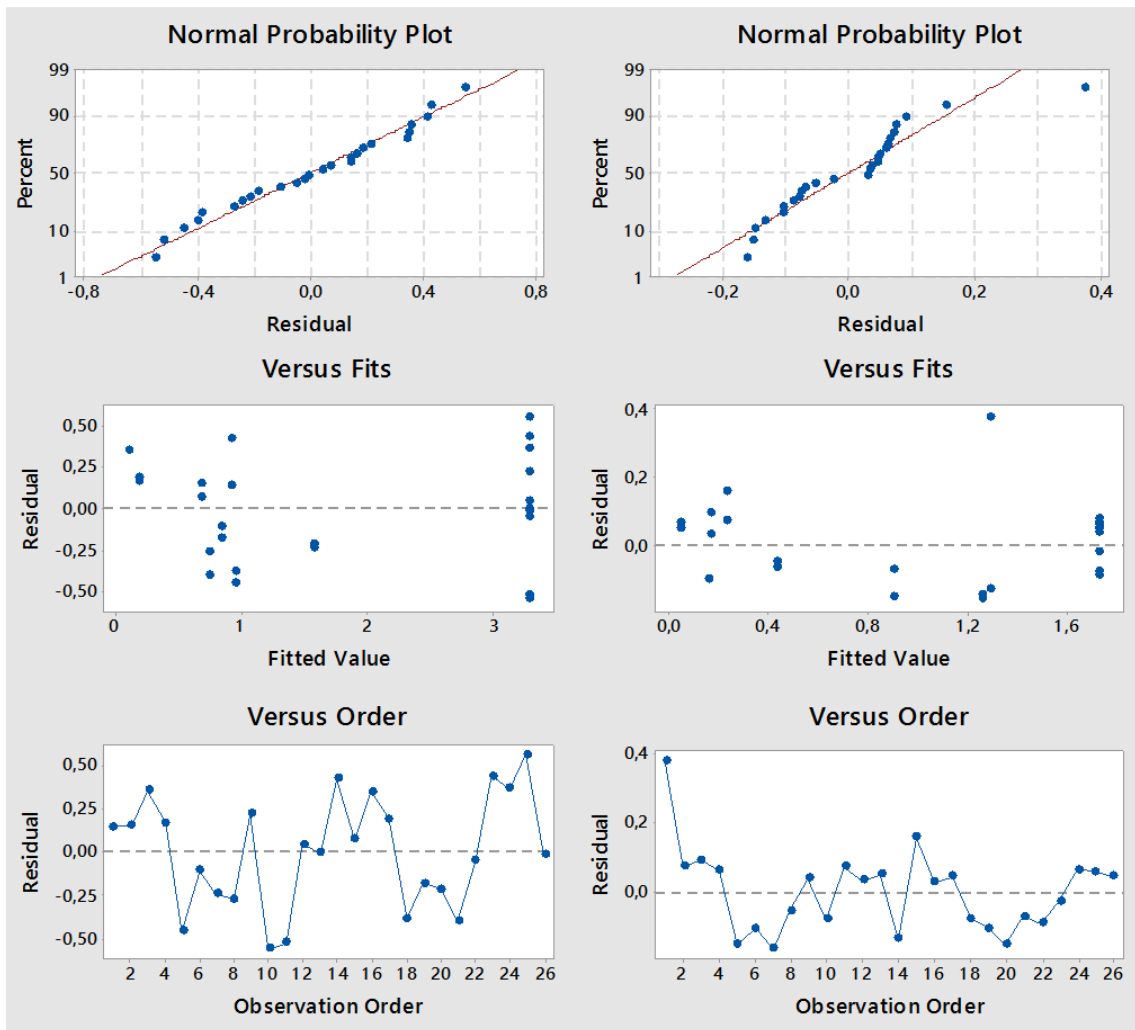 Normal Probability Plot
99
90
50
10
1
Percent
-0,8 -0,4 0,0 0,4 0,8
Residual
Normal Probability Plot
99
90
50
10
1
Percent
-0,2 0,0 0,2 0,4
Residual
Versus Fits
0,50
0,25
0,00
-0,25
-0,50
Residual
0 1 2 3
Fitted Value
Versus Fits
0,4
0,2
0,0
Residual
0,0 0,4 0,8 1,2 1,6
Fitted Value
Versus Order
0,50
0,25
0,00
-0,25
-0,50
Residual
2 4 6 8 10 12 14 16 18 20 22 24 26
Observation Order
Versus Order
0,4
0,2
0,0
Residual
2 4 6 8 10 12 14 16 18 20 22 24 26
Observation Order